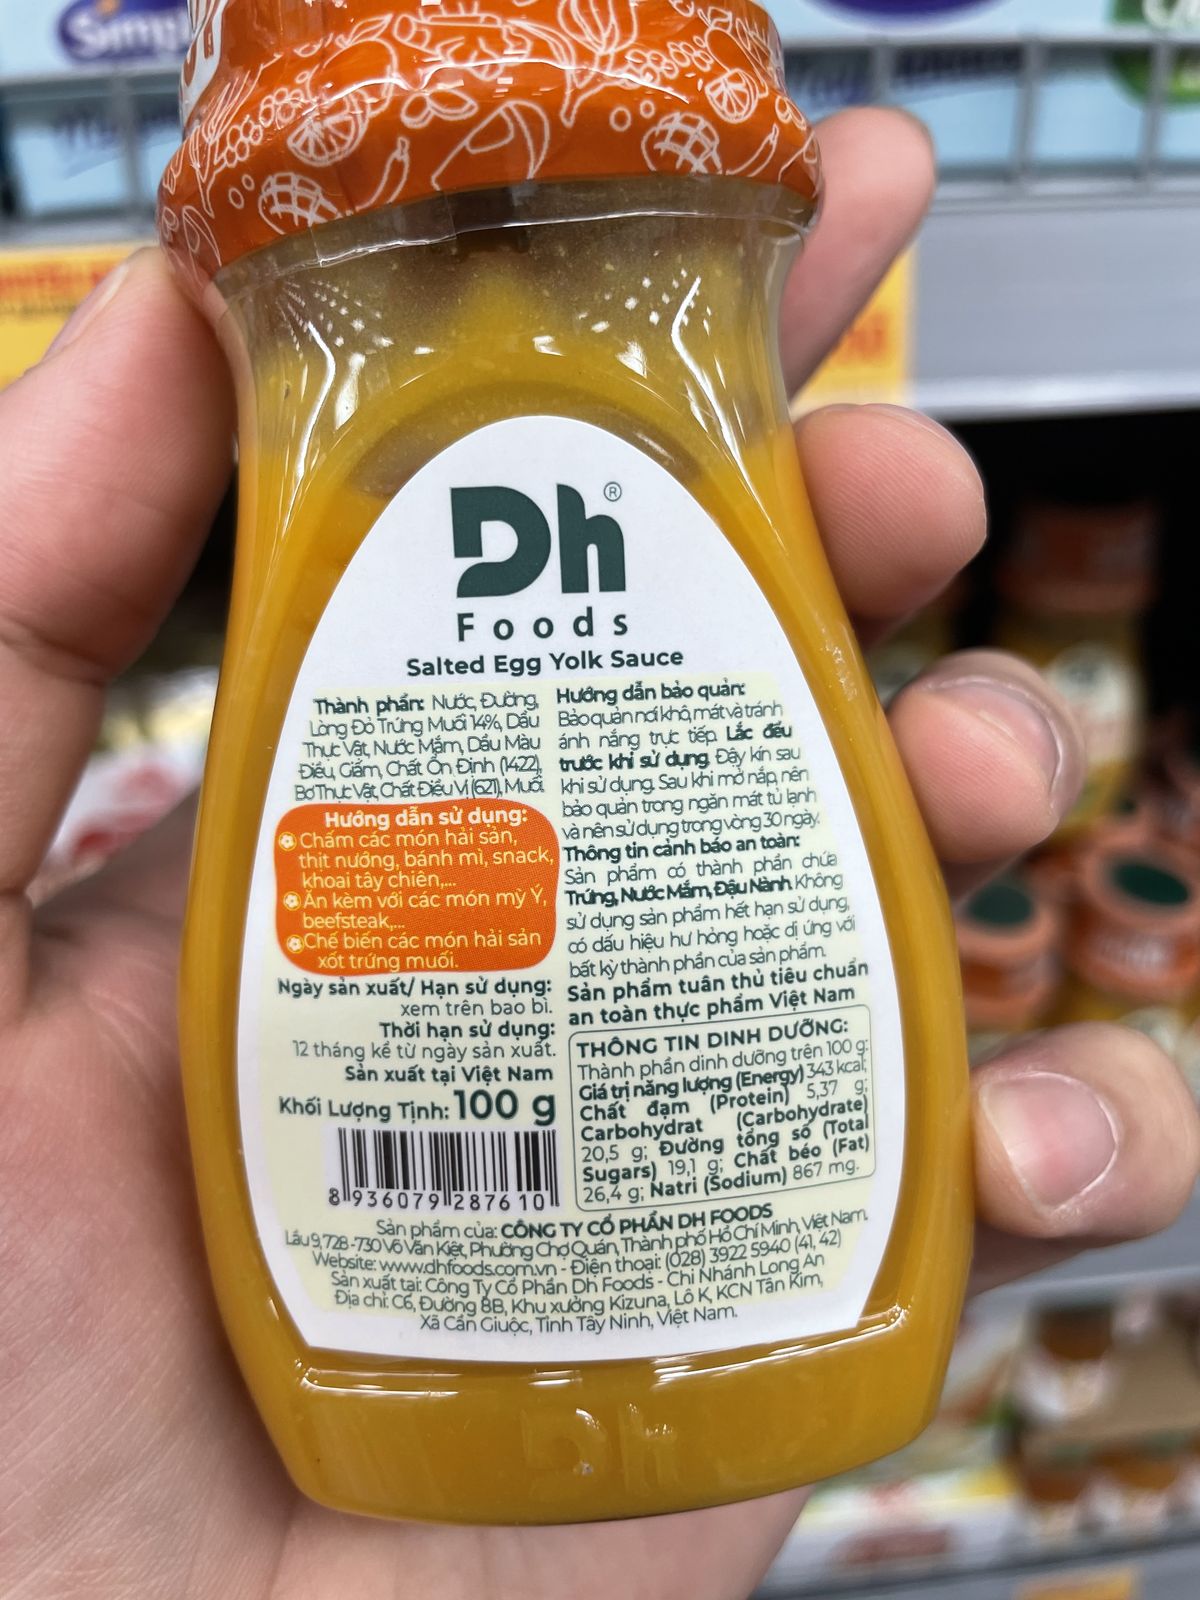 Dh®
Foods
Salted Egg Yolk Sauce
Thành phần: Nước, Đường,
Lòng Đỏ Trứng Muối 14%, Dầu
Thực Vật, Nước Mắm, Dầu Màu
Điều, Giấm, Chất Ổn Định (1422),
Bơ Thực Vật, Chất Điều Vị (621), Muối.
Hướng dẫn sử dụng:
Chấm các món hải sản,
thịt nướng, bánh mì, snack,
khoai tây chiên,...
Ăn kèm với các món mỳ Ý,
beefsteak,...
Chế biến các món hải sản
xốt trứng muối.
Ngày sản xuất/ Hạn sử dụng:
xem trên bao bì.
Thời hạn sử dụng:
12 tháng kể từ ngày sản xuất.
Sản xuất tại Việt Nam
Khối Lượng Tịnh: 100 g
8 936079 287610
Hướng dẫn bảo quản:
Bảo quản nơi khô, mát và tránh
ánh nắng trực tiếp. Lắc đều
trước khi sử dụng. Đậy kín sau
khi sử dụng. Sau khi mở nắp, nên
bảo quản trong ngăn mát tủ lạnh
và nên sử dụng trong vòng 30 ngày.
Thông tin cảnh báo an toàn:
Sản phẩm có thành phần chứa
Trứng, Nước Mắm, Đậu Nành. Không
sử dụng sản phẩm hết hạn sử dụng,
có dấu hiệu hư hỏng hoặc dị ứng với
bất kỳ thành phần của sản phẩm.
Sản phẩm tuân thủ tiêu chuẩn
an toàn thực phẩm Việt Nam
THÔNG TIN DINH DƯỠNG:
Thành phần dinh dưỡng trên 100 g:
Giá trị năng lượng (Energy) 343 kcal;
Chất đạm (Protein) 5,37 g;
Carbohydrat (Carbohydrate)
20,5 g; Đường tổng số (Total
Sugars) 19,1 g; Chất béo (Fat)
26,4 g; Natri (Sodium) 867 mg.
Sản phẩm của: CÔNG TY CỔ PHẦN DH FOODS
Lầu 9, 728-730 Võ Văn Kiệt, Phường Chợ Quán, Thành phố Hồ Chí Minh, Việt Nam.
Website: www.dhfoods.com.vn - Điện thoại: (028) 3922 5940 (41, 42)
Sản xuất tại: Công Ty Cổ Phần Dh Foods - Chi Nhánh Long An
Địa chỉ: C6, Đường 8B, Khu xưởng Kizuna, Lô K, KCN Tân Kim,
Xã Cần Giuộc, Tỉnh Tây Ninh, Việt Nam.
Dh